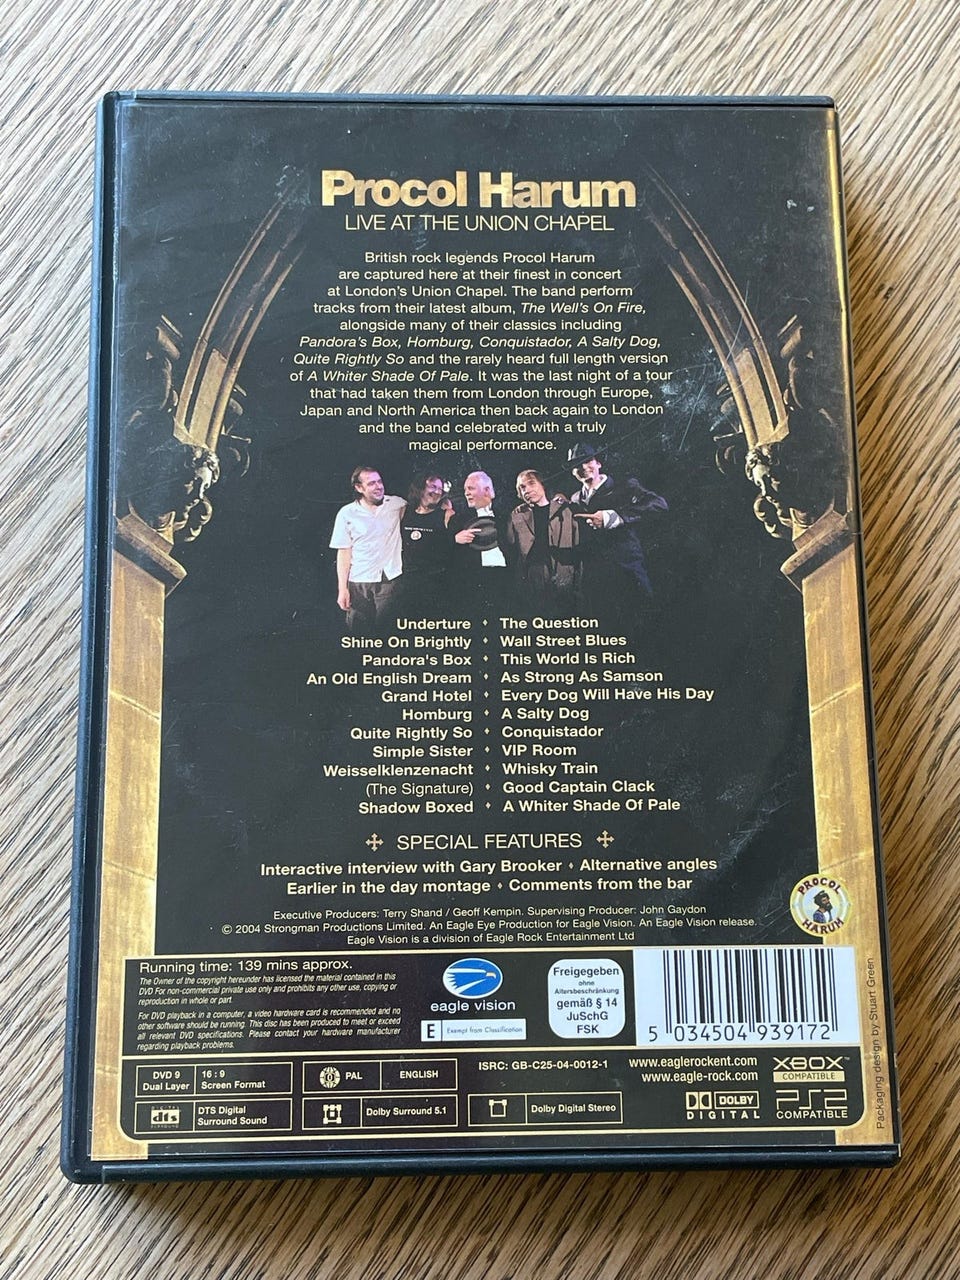 Procol Harum
LIVE AT THE UNION CHAPEL
British rock legends Procol Harum
are captured here at their finest in concert
at London's Union Chapel. The band perform
tracks from their latest album, The Well's On Fire,
alongside many of their classics including
Pandora's Box, Homburg, Conquistador, A Salty Dog,
Quite Rightly So and the rarely heard full length version
of A Whiter Shade Of Pale. It was the last night of a tour
that had taken them from London through Europe,
Japan and North America then back again to London
and the band celebrated with a truly
magical performance.
Underture ♦ The Question
Shine On Brightly ♦ Wall Street Blues
Pandora's Box ♦ This World Is Rich
An Old English Dream ♦ As Strong As Samson
Grand Hotel ♦ Every Dog Will Have His Day
Homburg ♦ A Salty Dog
Quite Rightly So ♦ Conquistador
Simple Sister ♦ VIP Room
Weisselklenzenacht ♦ Whisky Train
(The Signature) ♦ Good Captain Clack
Shadow Boxed ♦ A Whiter Shade Of Pale
SPECIAL FEATURES
Interactive interview with Gary Brooker ♦ Alternative angles
Earlier in the day montage ♦ Comments from the bar
Executive Producers: Terry Shand / Geoff Kempin. Supervising Producer: John Gaydon
© 2004 Strongman Productions Limited. An Eagle Eye Production for Eagle Vision. An Eagle Vision release.
Eagle Vision is a division of Eagle Rock Entertainment Ltd
PROCOL
HARUM
Running time: 139 mins approx.
The Owner of the copyright hereunder has licensed the material contained in this
DVD For non-commercial private use only and prohibits any other use, copying or
reproduction in whole or part.
For DVD playback in a computer, a video hardware card is recommended and no
other software should be running. This disc has been produced to meet or exceed
all relevant DVD specifications. Please contact your hardware manufacturer
regarding playback problems.
eagle vision
E Exempt from Classification
Freigegeben
ohne
Altersbeschränkung
gemäß § 14
JuSchG
FSK
5 034504 939172
Packaging design by Stuart Green
DVD 9
Dual Layer
16 : 9
Screen Format
PAL
ENGLISH
ISRC: GB-C25-04-0012-1
www.eaglerockent.com
www.eagle-rock.com
XBOX™
COMPATIBLE
DIGITAL
dts
SURROUND
DTS Digital
Surround Sound
Dolby Surround 5.1
Dolby Digital Stereo
DOLBY
DIGITAL
PS2
COMPATIBLE